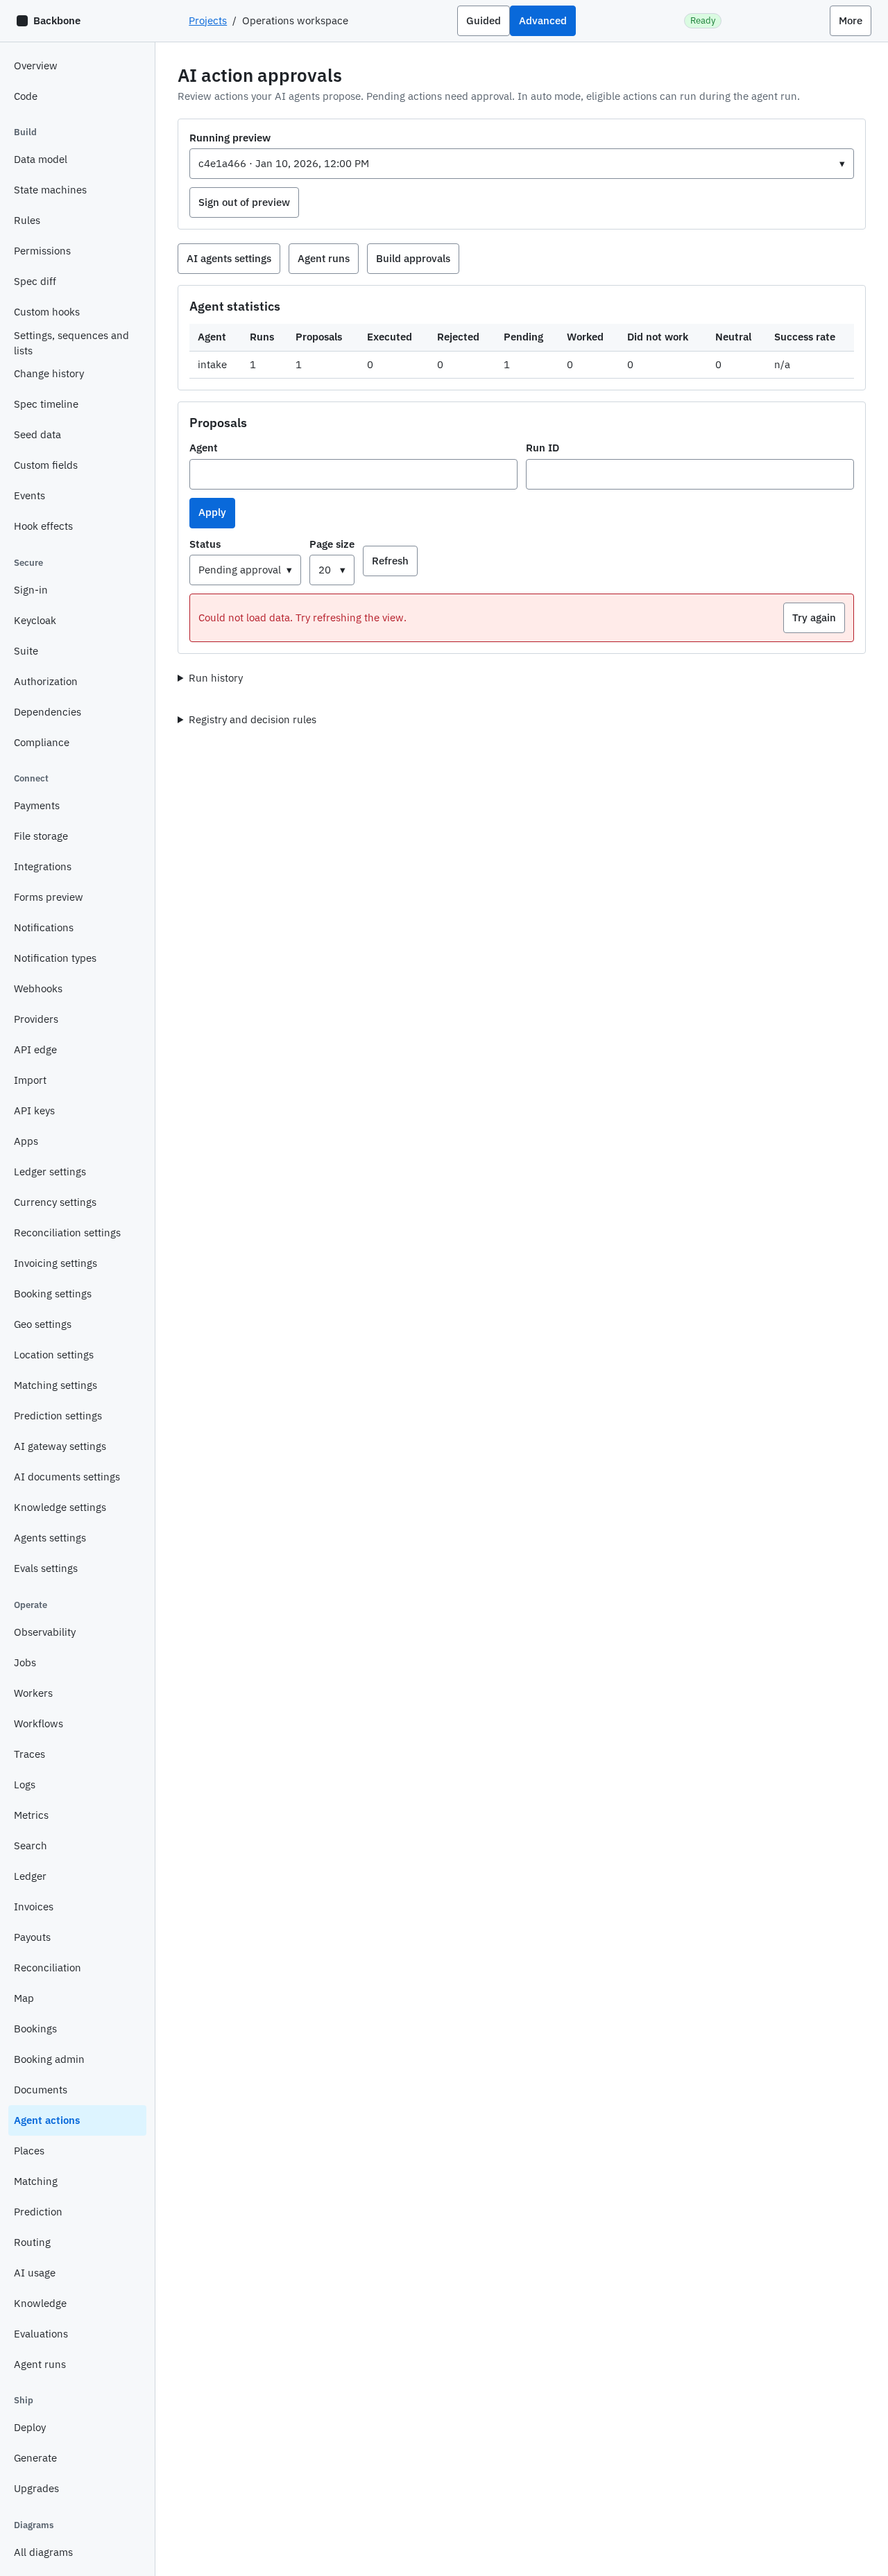 Backbone
Projects / Operations workspace
Guided
Advanced
Ready
More
Overview
Code
Build
Data model
State machines
Rules
Permissions
Spec diff
Custom hooks
Settings, sequences and
lists
Change history
Spec timeline
Seed data
Custom fields
Events
Hook effects
Secure
Sign-in
Keycloak
Suite
Authorization
Dependencies
Compliance
Connect
Payments
File storage
Integrations
Forms preview
Notifications
Notification types
Webhooks
Providers
API edge
Import
API keys
Apps
Ledger settings
Currency settings
Reconciliation settings
Invoicing settings
Booking settings
Geo settings
Location settings
Matching settings
Prediction settings
AI gateway settings
AI documents settings
Knowledge settings
Agents settings
Evals settings
Operate
Observability
Jobs
Workers
Workflows
Traces
Logs
Metrics
Search
Ledger
Invoices
Payouts
Reconciliation
Map
Bookings
Booking admin
Documents
Agent actions
Places
Matching
Prediction
Routing
AI usage
Knowledge
Evaluations
Agent runs
Ship
Deploy
Generate
Upgrades
Diagrams
All diagrams
AI action approvals
Review actions your AI agents propose. Pending actions need approval. In auto mode, eligible actions can run during the agent run.
Running preview
c4e1a466 · Jan 10, 2026, 12:00 PM
Sign out of preview
AI agents settings
Agent runs
Build approvals
Agent statistics
Agent Runs Proposals Executed Rejected Pending Worked Did not work Neutral Success rate
intake 1 1 0 0 1 0 0 0 n/a
Proposals
Agent
Run ID
Apply
Status
Page size
Pending approval
20
Refresh
Could not load data. Try refreshing the view.
Try again
Run history
Registry and decision rules